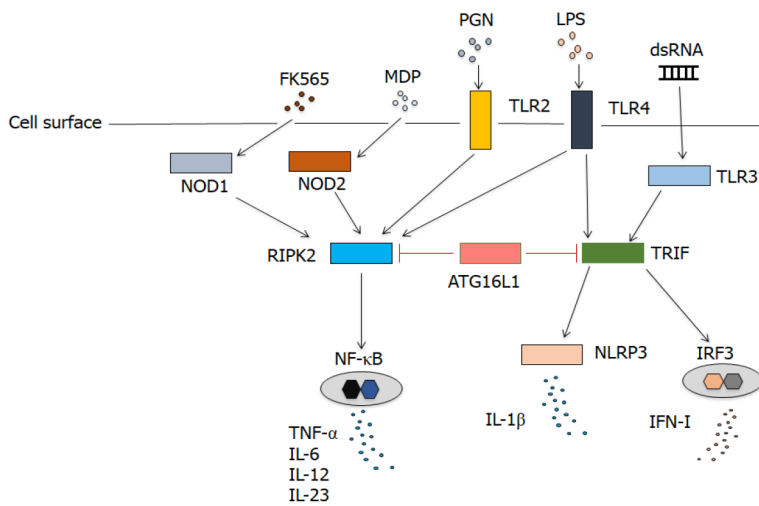 PGN
LPS
dsRNA
FK565
MDP
TLR2
TLR4
Cell surface
NOD1
NOD2
TLR3
RIPK2
ATG16L1
TRIF
NF-κB
NLRP3
IRF3
IL-1β
IFN-I
TNF-α
IL-6
IL-12
IL-23